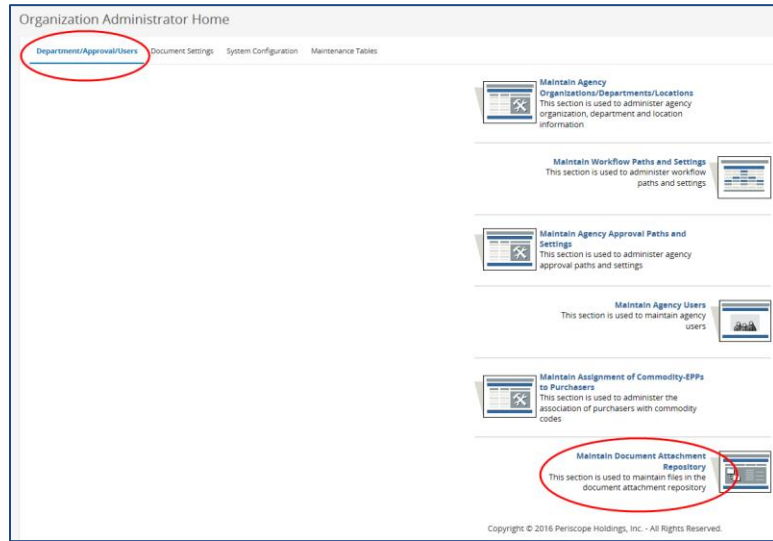 Organization Administrator Home
Department/Approval/Users Document Settings System Configuration Maintenance Tables
Maintain Agency
Organizations/Departments/Locations
This section is used to administer agency
organization, department and location
information
Maintain Workflow Paths and Settings
This section is used to administer workflow
paths and settings
Maintain Agency Approval Paths and
Settings
This section is used to administer agency
approval paths and settings
Maintain Agency Users
This section is used to maintain agency
users
Maintain Assignment of Commodity-EPPs
to Purchasers
This section is used to administer the
association of purchasers with commodity
codes
Maintain Document Attachment
Repository
This section is used to maintain files in the
document attachment repository
Copyright © 2016 Periscope Holdings, Inc. - All Rights Reserved.